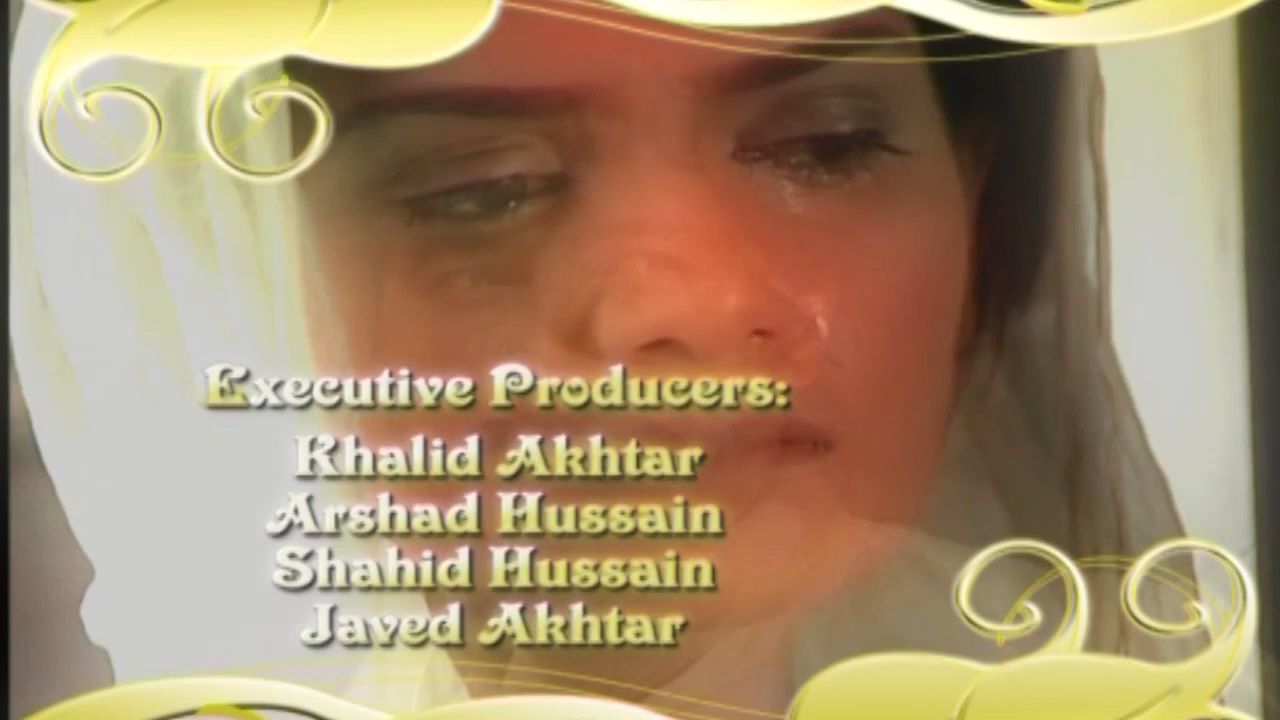 Executive Producers:
Khalid Akhtar
Arshad Hussain
Shahid Hussain
Javed Akhtar